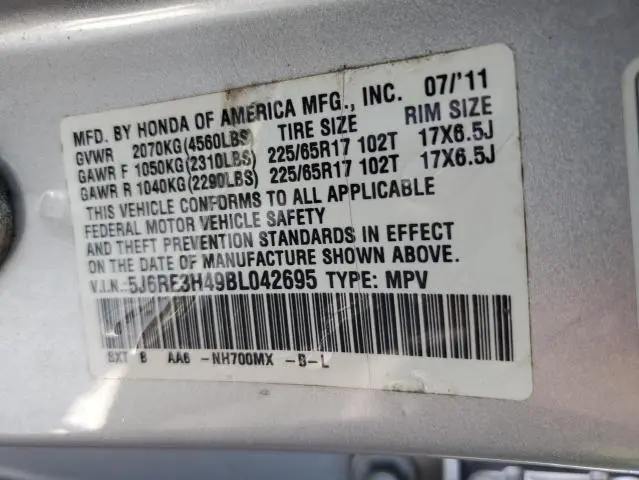 MFD. BY HONDA OF AMERICA MFG., INC. 07/'11
GVWR 2070KG(4560LBS) TIRE SIZE RIM SIZE
GAWR F 1050KG(2310LBS) 225/65R17 102T 17X6.5J
GAWR R 1040KG(2290LBS) 225/65R17 102T 17X6.5J
THIS VEHICLE CONFORMS TO ALL APPLICABLE
FEDERAL MOTOR VEHICLE SAFETY
AND THEFT PREVENTION STANDARDS IN EFFECT
ON THE DATE OF MANUFACTURE SHOWN ABOVE.
V.I.N.:5J6RE3H49BL042695 TYPE: MPV
EXT B AA6 -NH700MX -B-L